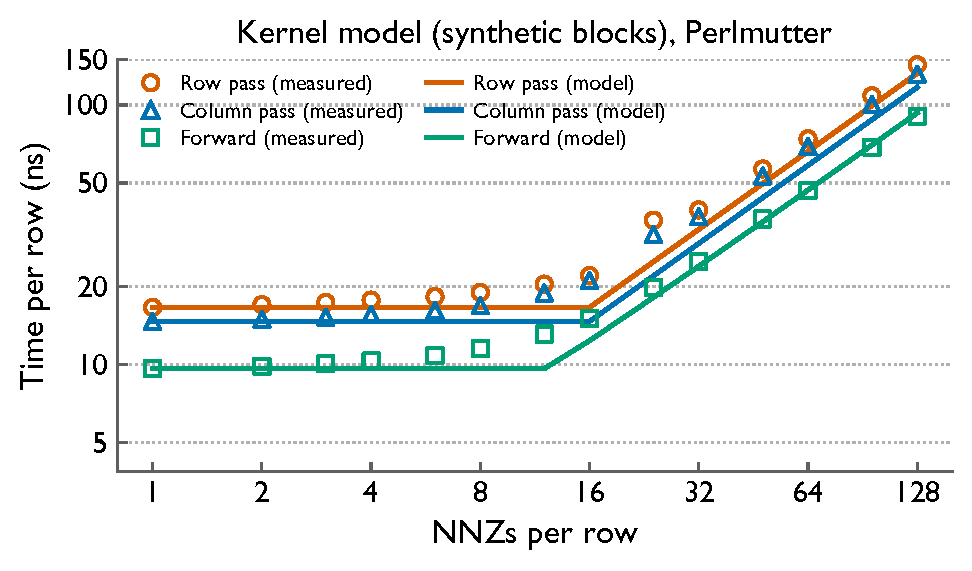 Kernel model (synthetic blocks), Perlmutter
150
100
50
20
10
5
Time per row (ns)
Row pass (measured)
Column pass (measured)
Forward (measured)
Row pass (model)
Column pass (model)
Forward (model)
1 2 4 8 16 32 64 128
NNZs per row